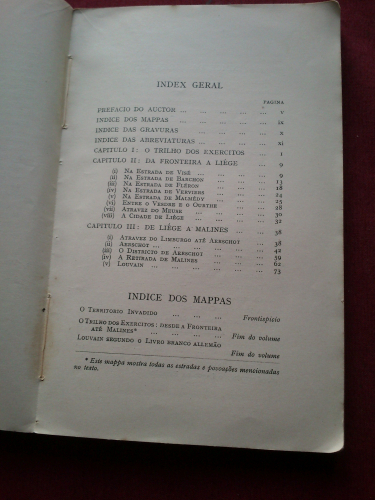 INDEX GERAL
PAGINA
PREFACIO DO AUCTOR ... ... ... ... ... v
INDICE DOS MAPPAS ... ... ... ... ix
INDICE DAS GRAVURAS ... ... ... ... x
INDICE DAS ABREVIATURAS ... ... ... ... xi
CAPITULO I: O TRILHO DOS EXERCITOS ... ... 1
CAPITULO II: DA FRONTEIRA A LIÉGE ... ... 9
(i) Na Estrada de Visé ... ... ... 9
(ii) Na Estrada de Barchon ... ... ... 13
(iii) Na Estrada de Fléron ... ... ... 18
(iv) Na Estrada de Verviers ... ... ... 24
(v) Na Estrada de Malmédy ... ... ... 25
(vi) Entre o Vesdre e o Ourthe ... ... ... 28
(vii) Atravez do Meuse ... ... ... 30
(viii) A Cidade de Liége ... ... ... 32
CAPITULO III: DE LIÉGE A MALINES ... ... 38
(i) Atravez do Limburgo até Aerschot ... 38
(ii) Aerschot ... ... ... ... 42
(iii) O Districto de Aerschot ... ... 59
(iv) A Retirada de Malines ... ... 62
(v) Louvain ... ... ... ... 73
INDICE DOS MAPPAS
O Territorio Invadido ... ... ... Frontispicio
O Trilho dos Exercitos: desde a Fronteira
até Malines* ... ... ... Fim do volume
Louvain segundo o Livro Branco Allemão
Fim do volume
* Este mappa mostra todas as estradas e povoações mencionadas
no texto.